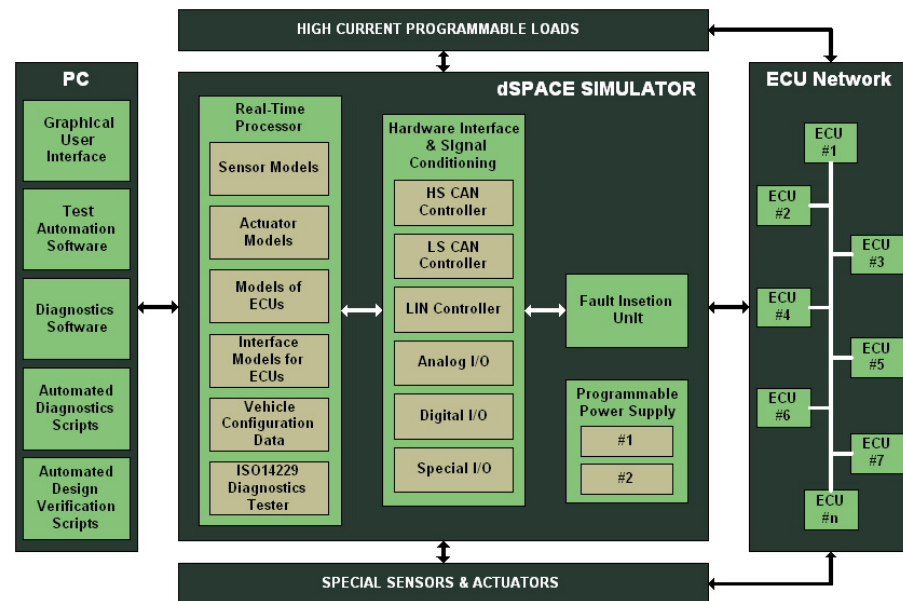 HIGH CURRENT PROGRAMMABLE LOADS
PC
Graphical
User
Interface
Test
Automation
Software
Diagnostics
Software
Automated
Diagnostics
Scripts
Automated
Design
Verification
Scripts
dSPACE SIMULATOR
Real-Time
Processor
Sensor Models
Actuator
Models
Models of
ECUs
Interface
Models for
ECUs
Vehicle
Configuration
Data
ISO14229
Diagnostics
Tester
Hardware Interface
& Signal
Conditioning
HS CAN
Controller
LS CAN
Controller
LIN Controller
Analog I/O
Digital I/O
Special I/O
Fault Insetion
Unit
Programmable
Power Supply
#1
#2
ECU Network
ECU
#1
ECU
#2
ECU
#3
ECU
#4
ECU
#5
ECU
#6
ECU
#7
ECU
#n
SPECIAL SENSORS & ACTUATORS